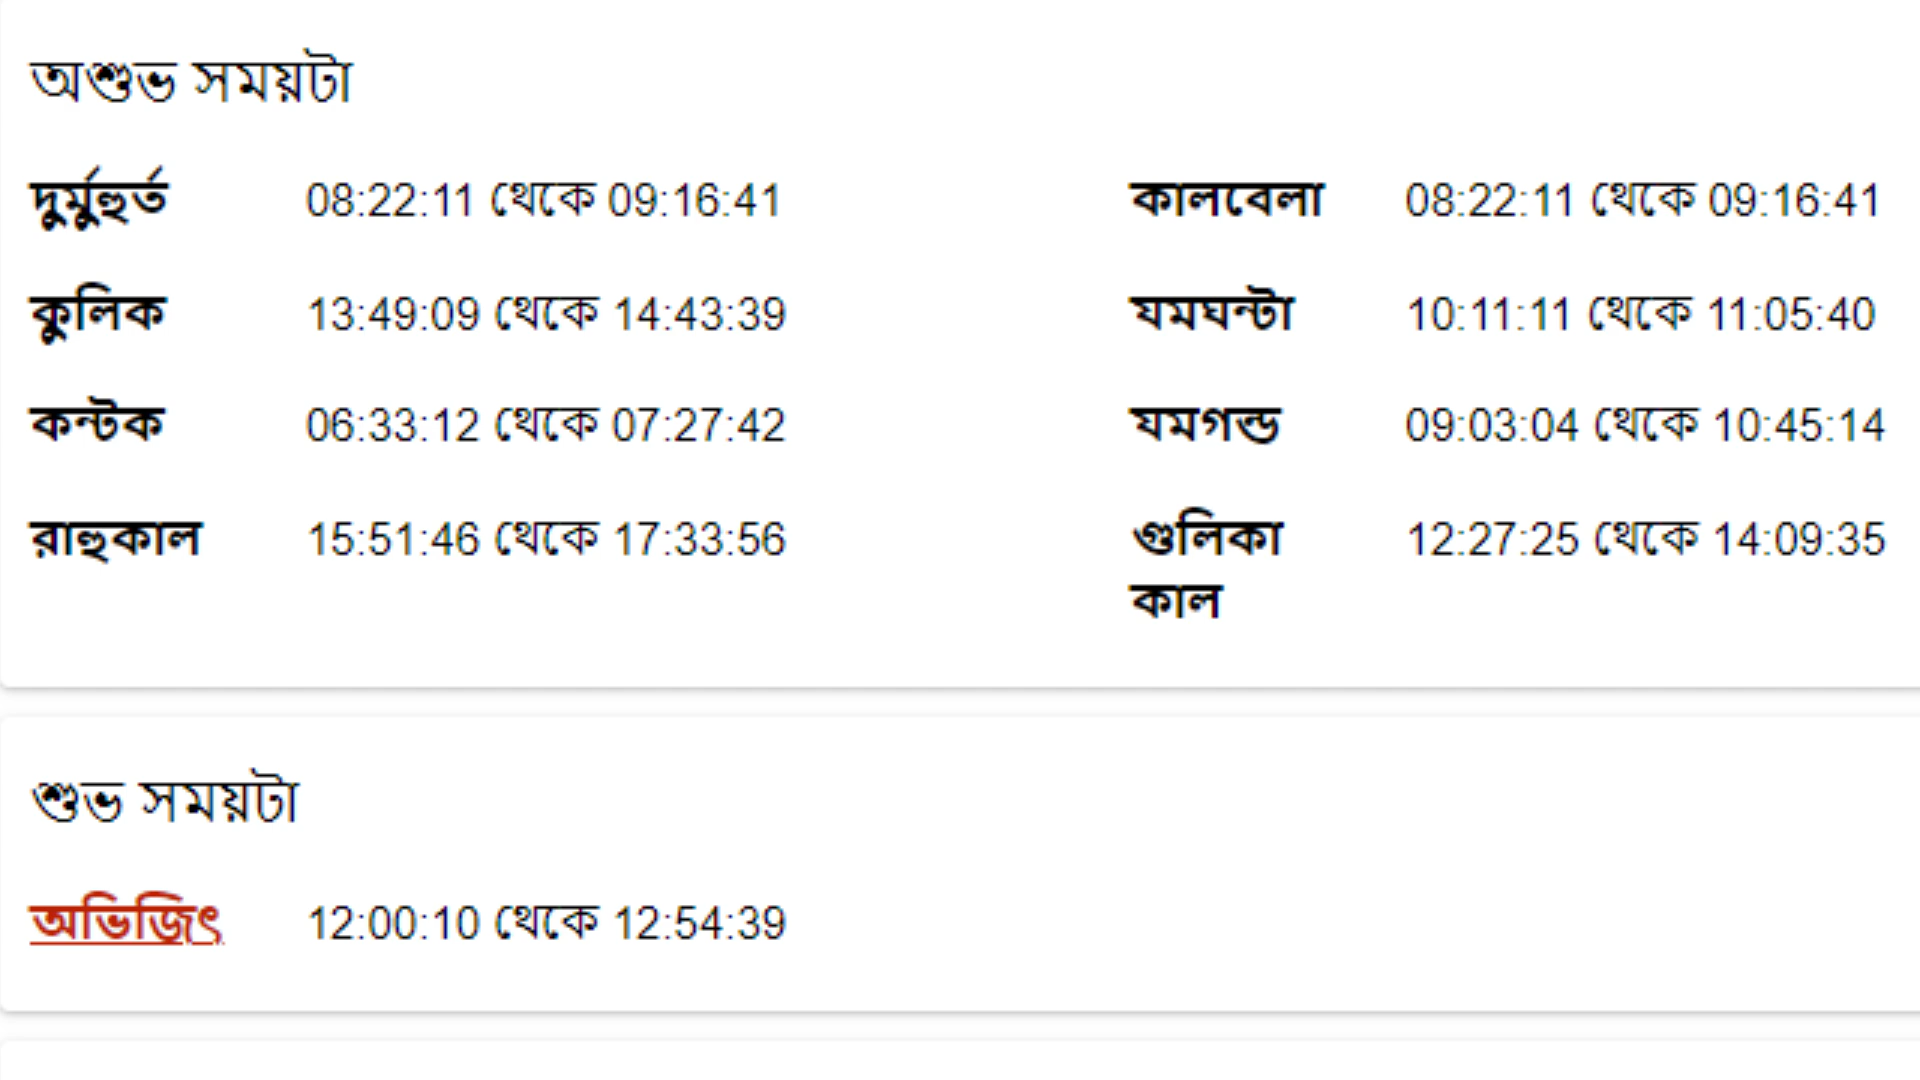 অশুভ সময়টা
দুর্মুহুর্ত 08:22:11 থেকে 09:16:41 কালবেলা 08:22:11 থেকে 09:16:41
কুলিক 13:49:09 থেকে 14:43:39 যমঘন্টা 10:11:11 থেকে 11:05:40
কন্টক 06:33:12 থেকে 07:27:42 যমগন্ড 09:03:04 থেকে 10:45:14
রাহুকাল 15:51:46 থেকে 17:33:56 গুলিকা 12:27:25 থেকে 14:09:35
কাল
শুভ সময়টা
অভিজিৎ 12:00:10 থেকে 12:54:39